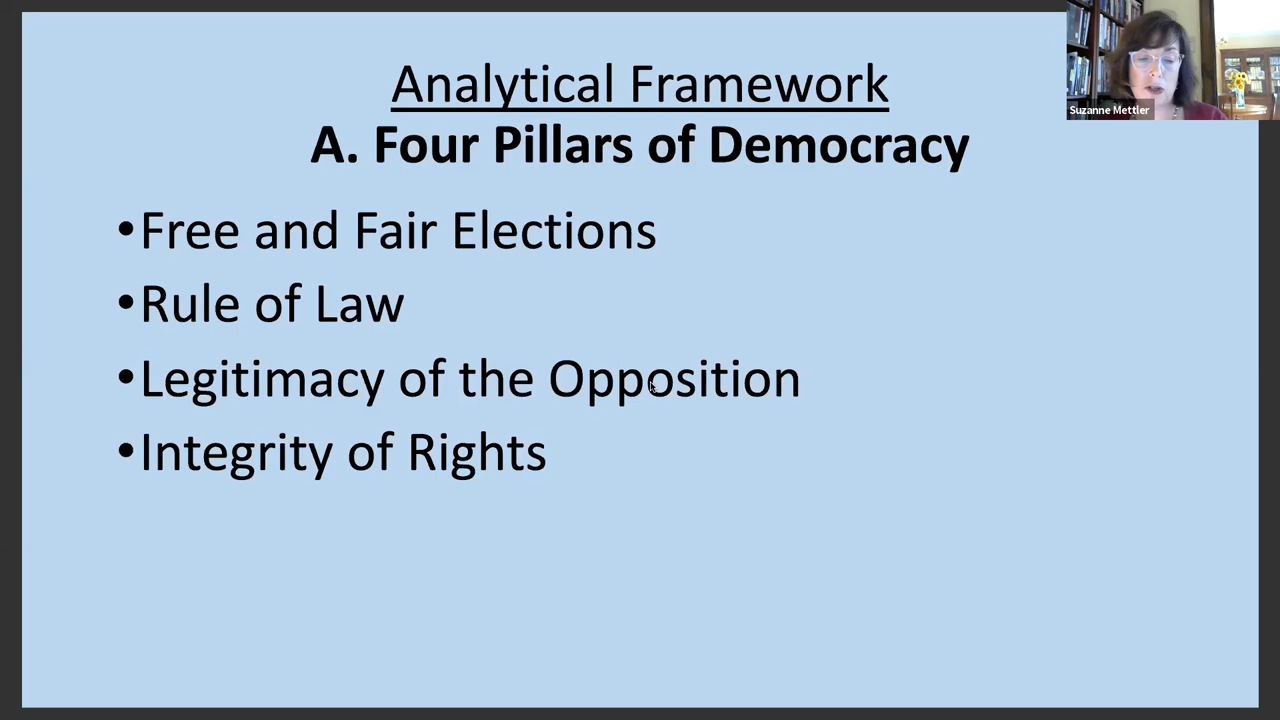 Analytical Framework
A. Four Pillars of Democracy
•Free and Fair Elections
•Rule of Law
•Legitimacy of the Opposition
•Integrity of Rights
Suzanne Mettler